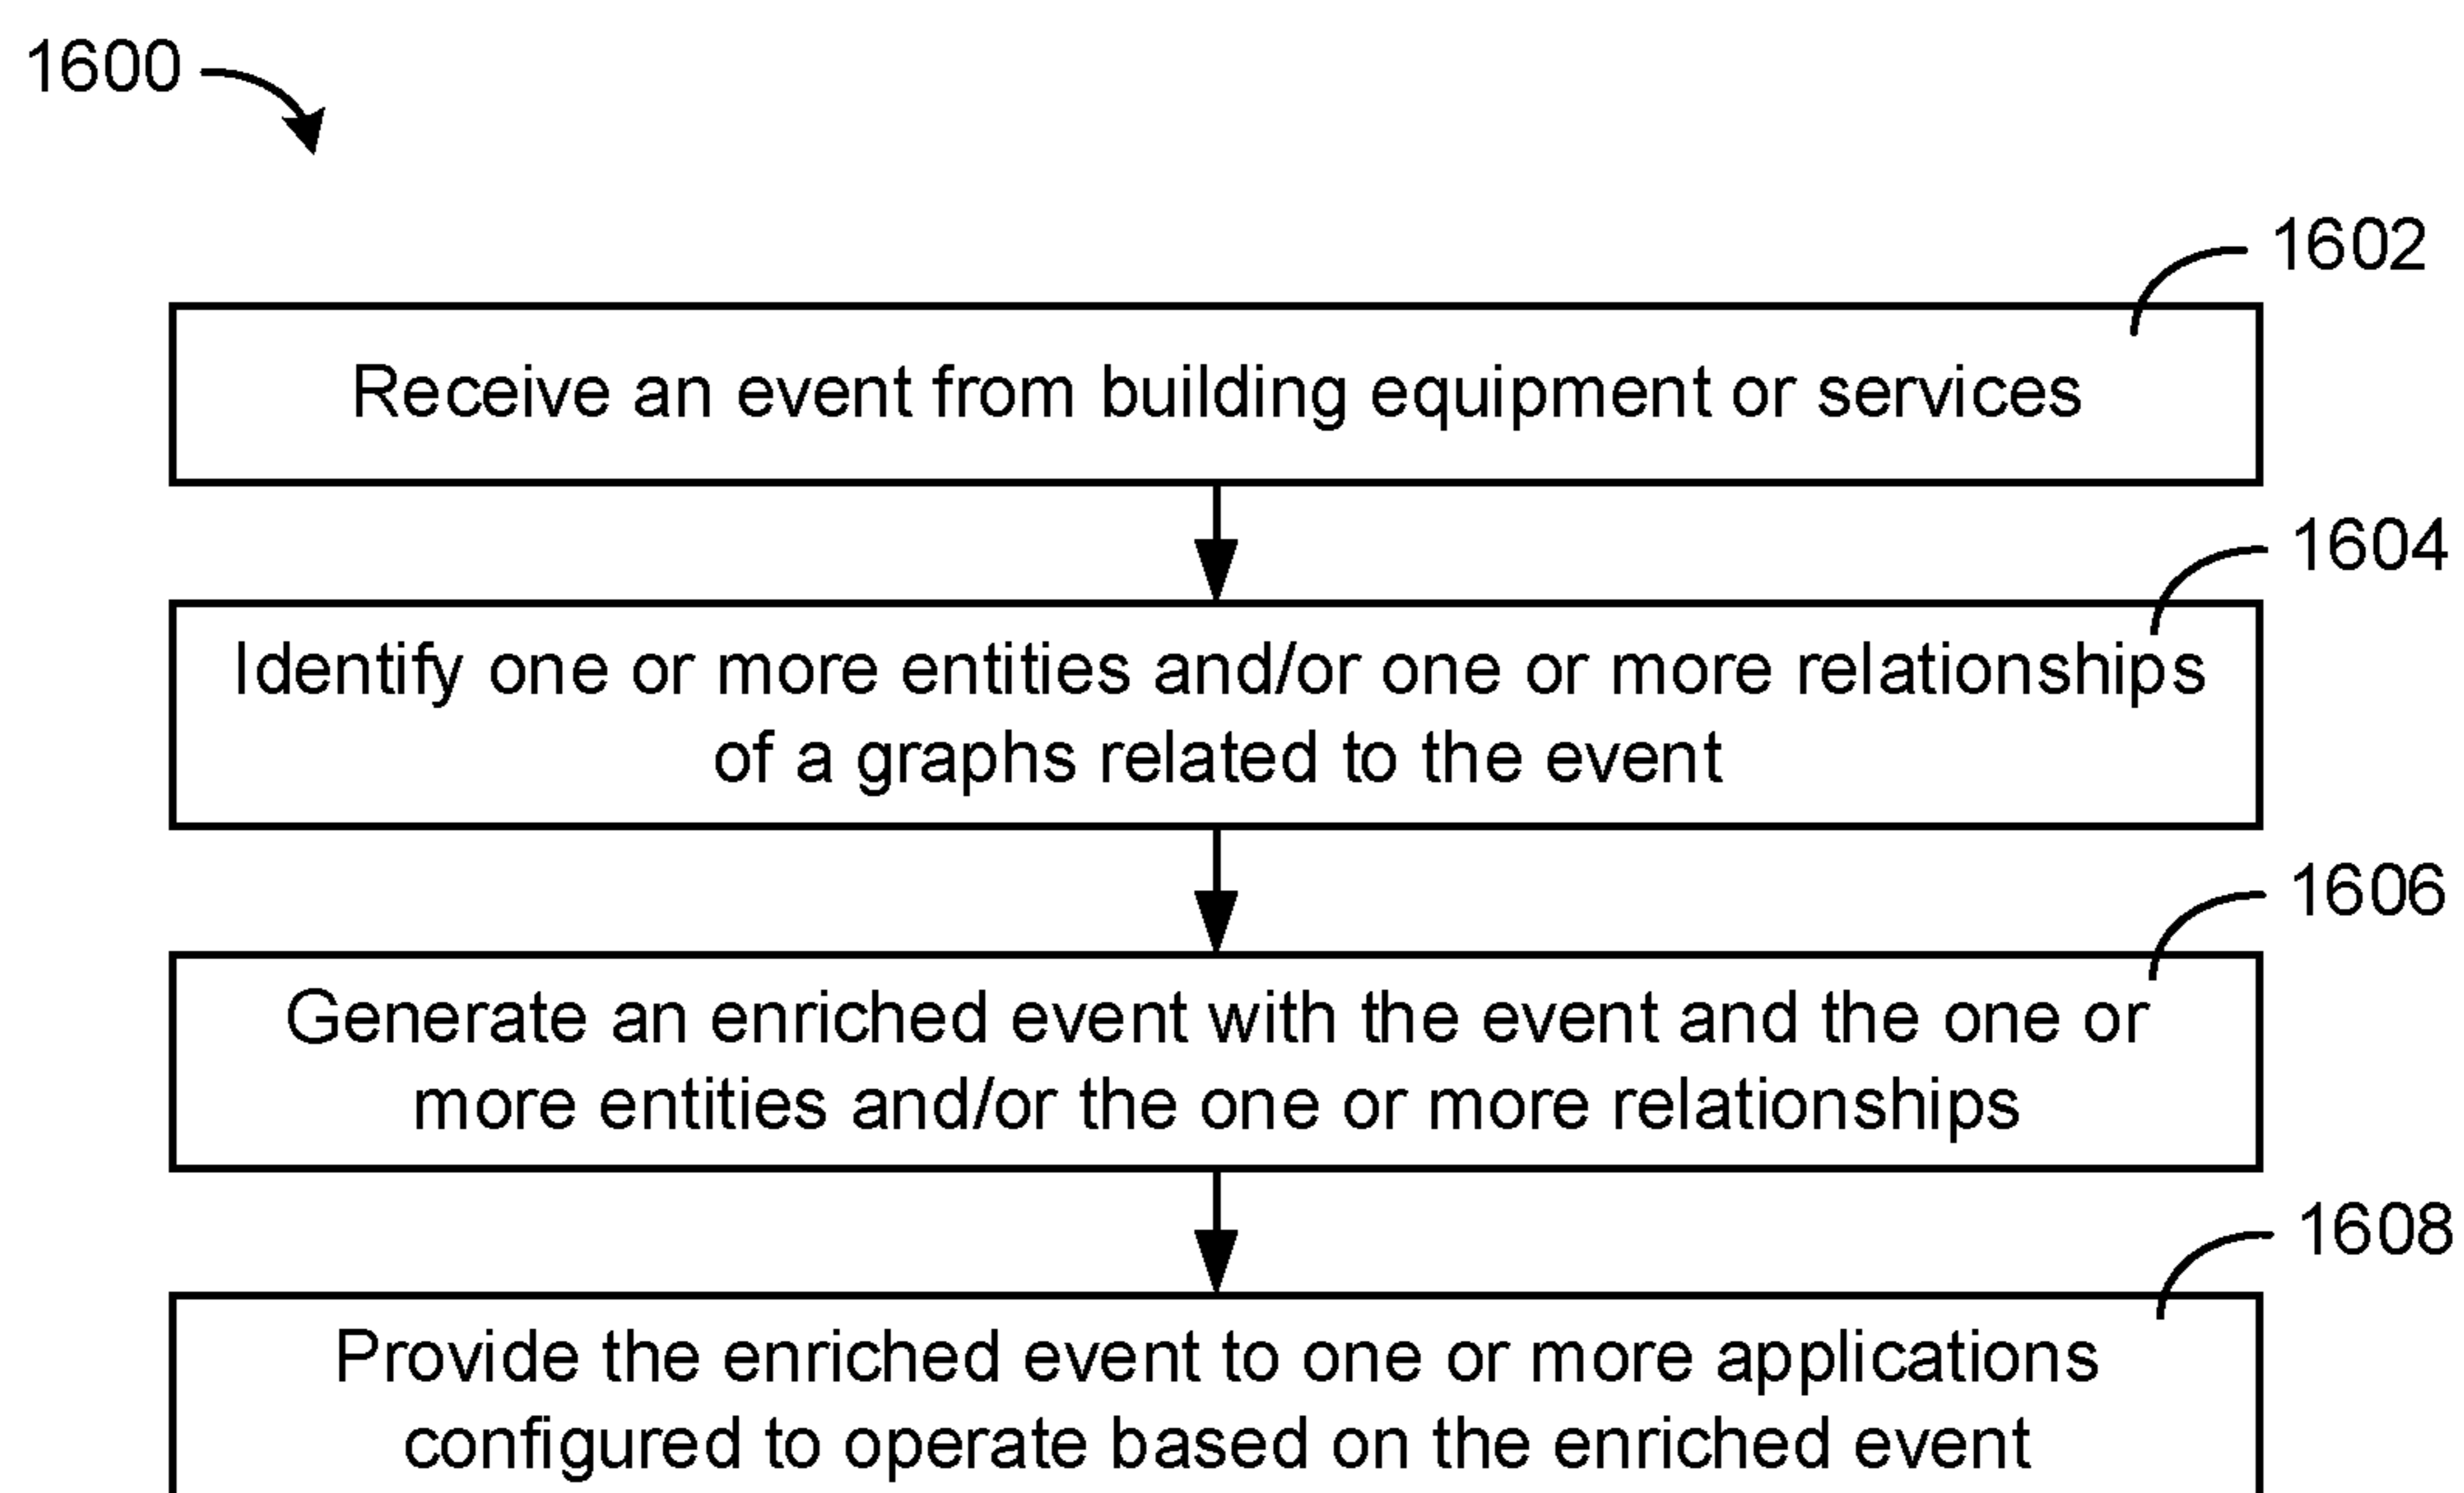 1600
1602
Receive an event from building equipment or services
1604
Identify one or more entities and/or one or more relationships
of a graphs related to the event
1606
Generate an enriched event with the event and the one or
more entities and/or the one or more relationships
1608
Provide the enriched event to one or more applications
configured to operate based on the enriched event